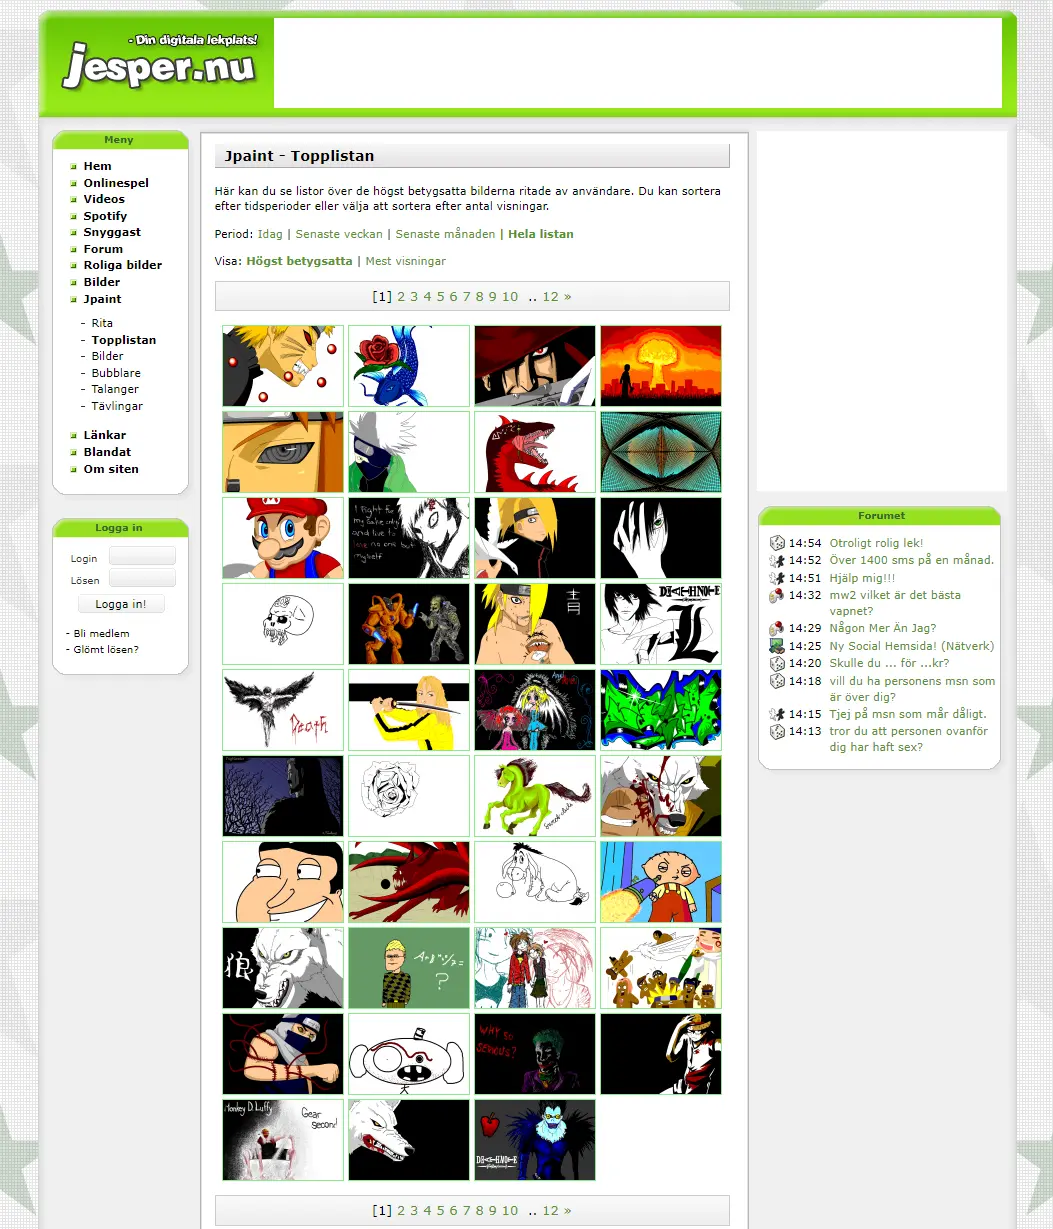 - Din digitala lekplats!
jesper.nu
Meny
Hem
Onlinespel
Videos
Spotify
Snyggast
Forum
Roliga bilder
Bilder
Jpaint
- Rita
- Topplistan
- Bilder
- Bubblare
- Talanger
- Tävlingar
Länkar
Blandat
Om siten
Logga in
Login
Lösen
Logga in!
- Bli medlem
- Glömt lösen?
Jpaint - Topplistan
Här kan du se listor över de högst betygsatta bilderna ritade av användare. Du kan sortera
efter tidsperioder eller välja att sortera efter antal visningar.
Period: Idag | Senaste veckan | Senaste månaden | Hela listan
Visa: Högst betygsatta | Mest visningar
[1] 2 3 4 5 6 7 8 9 10 .. 12 »
I fight for
my sake only
and live to
love no one but
myself
DEATH NOTE
L
Death
Angel
Sweet dude
狼
?
WHY SO
SERIOUS?
Monkey D. Luffy
Gear
second!
DEATH NOTE
[1] 2 3 4 5 6 7 8 9 10 .. 12 »
Forumet
14:54 Otroligt rolig lek!
14:52 Över 1400 sms på en månad.
14:51 Hjälp mig!!!
14:32 mw2 vilket är det bästa
vapnet?
14:29 Någon Mer Än Jag?
14:25 Ny Social Hemsida! (Nätverk)
14:20 Skulle du ... för ...kr?
14:18 vill du ha personens msn som
är över dig?
14:15 Tjej på msn som mår dåligt.
14:13 tror du att personen ovanför
dig har haft sex?